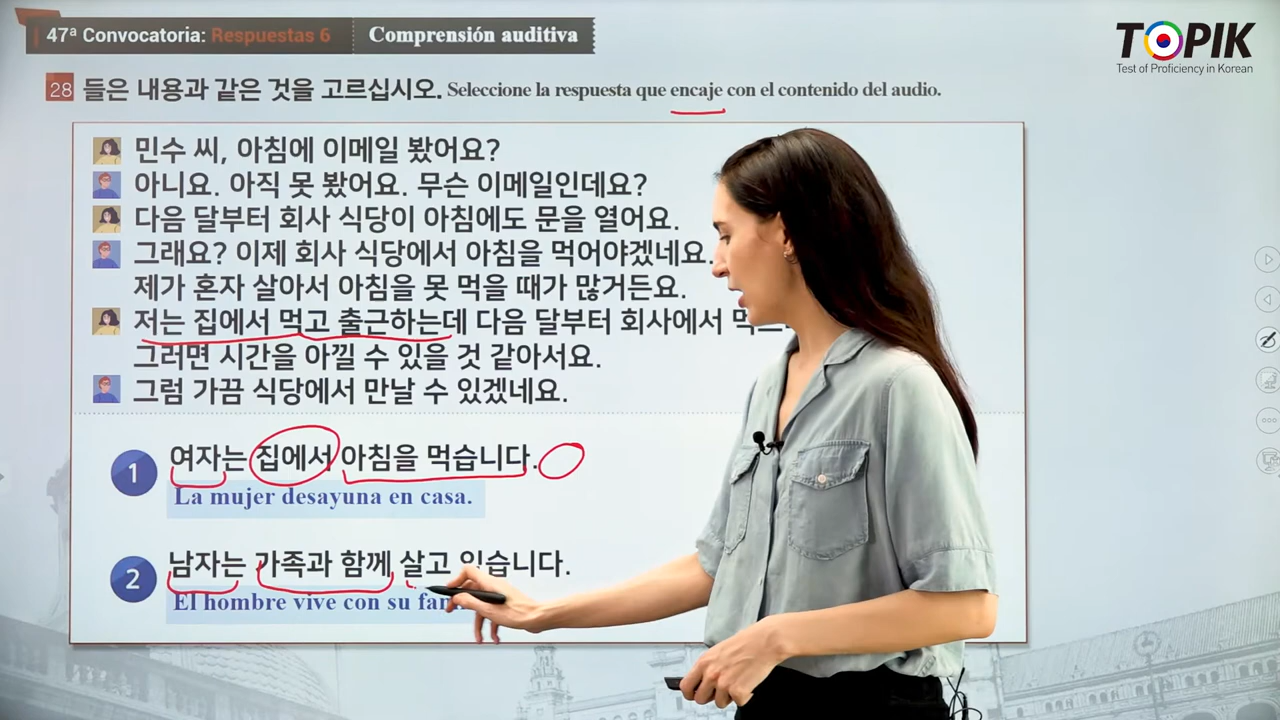 47ª Convocatoria: Respuestas 6 Comprensión auditiva
TOPIK
Test of Proficiency in Korean
28 들은 내용과 같은 것을 고르십시오. Seleccione la respuesta que encaje con el contenido del audio.
민수 씨, 아침에 이메일 봤어요?
아니요. 아직 못 봤어요. 무슨 이메일인데요?
다음 달부터 회사 식당이 아침에도 문을 열어요.
그래요? 이제 회사 식당에서 아침을 먹어야겠네요.
제가 혼자 살아서 아침을 못 먹을 때가 많거든요.
저는 집에서 먹고 출근하는데 다음 달부터 회사에서
그러면 시간을 아낄 수 있을 것 같아서요.
그럼 가끔 식당에서 만날 수 있겠네요.
1 여자는 집에서 아침을 먹습니다.
La mujer desayuna en casa.
2 남자는 가족과 함께 살고 있습니다.
El hombre vive con su